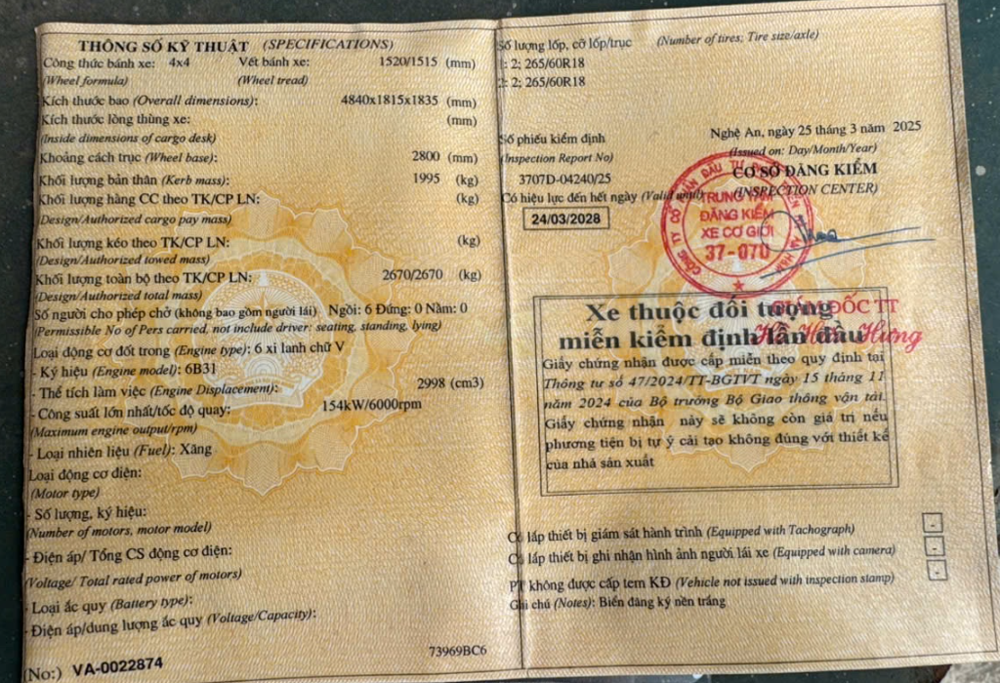 THÔNG SỐ KỸ THUẬT (SPECIFICATIONS)
Công thức bánh xe: 4x4 Vết bánh xe: 1520/1515 (mm)
(Wheel formula) (Wheel tread)
Kích thước bao (Overall dimensions): 4840x1815x1835 (mm)
Kích thước lòng thùng xe: (mm)
(Inside dimensions of cargo desk)
Khoảng cách trục (Wheel base): 2800 (mm)
Khối lượng bản thân (Kerb mass): 1995 (kg)
Khối lượng hàng CC theo TK/CP LN: (kg)
(Design/Authorized cargo pay mass)
Khối lượng kéo theo TK/CP LN: (kg)
(Design/Authorized towed mass)
Khối lượng toàn bộ theo TK/CP LN: 2670/2670 (kg)
(Design/Authorized total mass)
Số người cho phép chở (không bao gồm người lái) Ngồi: 6 Đứng: 0 Nằm: 0
(Permissible No of Pers carried, not include driver: seating, standing, lying)
Loại động cơ đốt trong (Engine type): 6 xi lanh chữ V
- Ký hiệu (Engine model): 6B31
- Thể tích làm việc (Engine Displacement): 2998 (cm3)
- Công suất lớn nhất/tốc độ quay: 154kW/6000rpm
(Maximum engine output/rpm)
- Loại nhiên liệu (Fuel): Xăng
Loại động cơ điện:
(Motor type)
- Số lượng, ký hiệu:
(Number of motors, motor model)
- Điện áp/ Tổng CS động cơ điện:
(Voltage/ Total rated power of motors)
- Loại ắc quy (Battery type):
- Điện áp/dung lượng ắc quy (Voltage/Capacity):
(No:) VA-0022874
73969BC6
Số lượng lốp, cỡ lốp/trục (Number of tires; Tire size/axle)
1: 2; 265/60R18
2: 2; 265/60R18
Số phiếu kiểm định
(Inspection Report No)
3707D-04240/25
Có hiệu lực đến hết ngày (Valid until)
24/03/2028
Nghệ An, ngày 25 tháng 3 năm 2025
(Issued on: Day/Month/Year)
CƠ SỞ ĐĂNG KIỂM
(INSPECTION CENTER)
TRUNG TÂM
ĐĂNG KIỂM
XE CƠ GIỚI
37-07D
GIÁM ĐỐC TT
Hưng
Xe thuộc đối tượng
miễn kiểm định lần đầu
Giấy chứng nhận được cấp miễn theo quy định tại
Thông tư số 47/2024/TT-BGTVT ngày 15 tháng 11
năm 2024 của Bộ trưởng Bộ Giao thông vận tải.
Giấy chứng nhận này sẽ không còn giá trị nếu
phương tiện bị tự ý cải tạo không đúng với thiết kế
của nhà sản xuất
Có lắp thiết bị giám sát hành trình (Equipped with Tachograph) -
Có lắp thiết bị ghi nhận hình ảnh người lái xe (Equipped with camera) -
PT không được cấp tem KĐ (Vehicle not issued with inspection stamp) -
Ghi chú (Notes): Biển đăng ký nền trắng